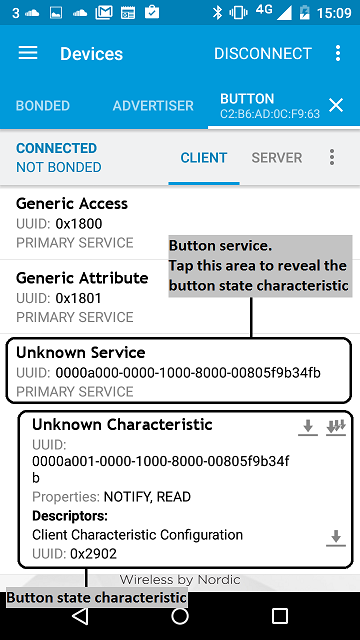 3 4G 15:09
Devices DISCONNECT
BONDED ADVERTISER BUTTON
C2:B6:AD:0C:F9:63
CONNECTED
NOT BONDED
CLIENT SERVER
Generic Access
UUID: 0x1800
PRIMARY SERVICE
Button service.
Tap this area to reveal the
button state characteristic
Generic Attribute
UUID: 0x1801
PRIMARY SERVICE
Unknown Service
UUID: 0000a000-0000-1000-8000-00805f9b34fb
PRIMARY SERVICE
Unknown Characteristic
UUID:
0000a001-0000-1000-8000-00805f9b34f
b
Properties: NOTIFY, READ
Descriptors:
Client Characteristic Configuration
UUID: 0x2902
Wireless by Nordic
Button state characteristic